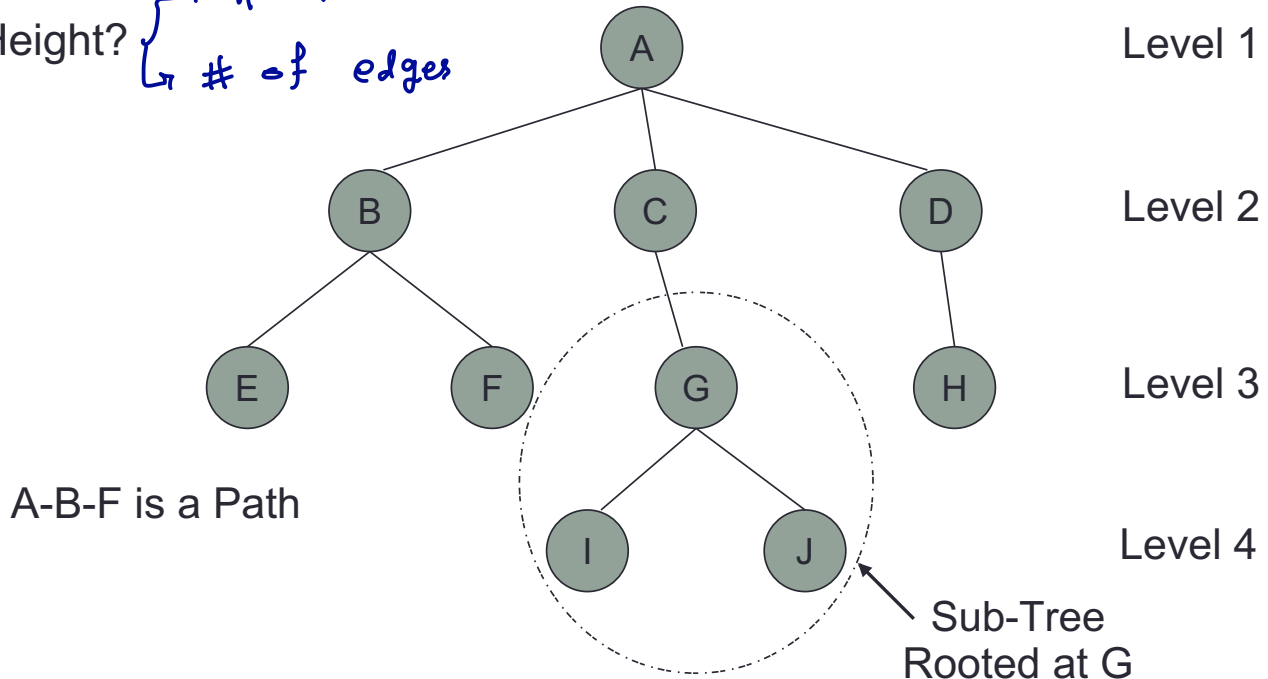 Height?
# of edges
A
Level 1
B
C
D
Level 2
E
F
G
H
Level 3
A-B-F is a Path
I
J
Level 4
Sub-Tree
Rooted at G